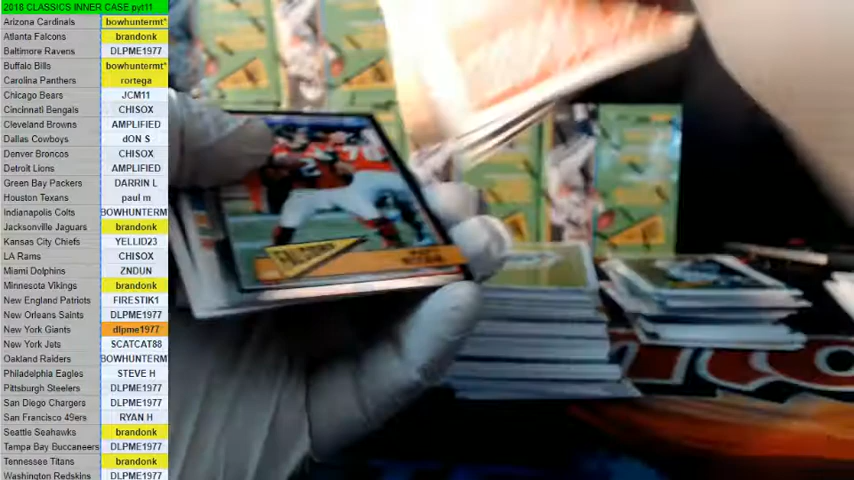 2018 CLASSICS INNER CASE pyt11
Arizona Cardinals bowhuntermt*
Atlanta Falcons brandonk
Baltimore Ravens DLPME1977
Buffalo Bills bowhuntermt*
Carolina Panthers rortega
Chicago Bears JCM11
Cincinnati Bengals CHISOX
Cleveland Browns AMPLIFIED
Dallas Cowboys dON S
Denver Broncos CHISOX
Detroit Lions AMPLIFIED
Green Bay Packers DARRIN L
Houston Texans paul m
Indianapolis Colts BOWHUNTERM
Jacksonville Jaguars brandonk
Kansas City Chiefs YELLID23
LA Rams CHISOX
Miami Dolphins ZNDUN
Minnesota Vikings brandonk
New England Patriots FIRESTIK1
New Orleans Saints DLPME1977
New York Giants dlpme1977
New York Jets SCATCAT88
Oakland Raiders BOWHUNTERM
Philadelphia Eagles STEVE H
Pittsburgh Steelers DLPME1977
San Diego Chargers DLPME1977
San Francisco 49ers RYAN H
Seattle Seahawks brandonk
Tampa Bay Buccaneers DLPME1977
Tennessee Titans brandonk
Washington Redskins DLPME1977